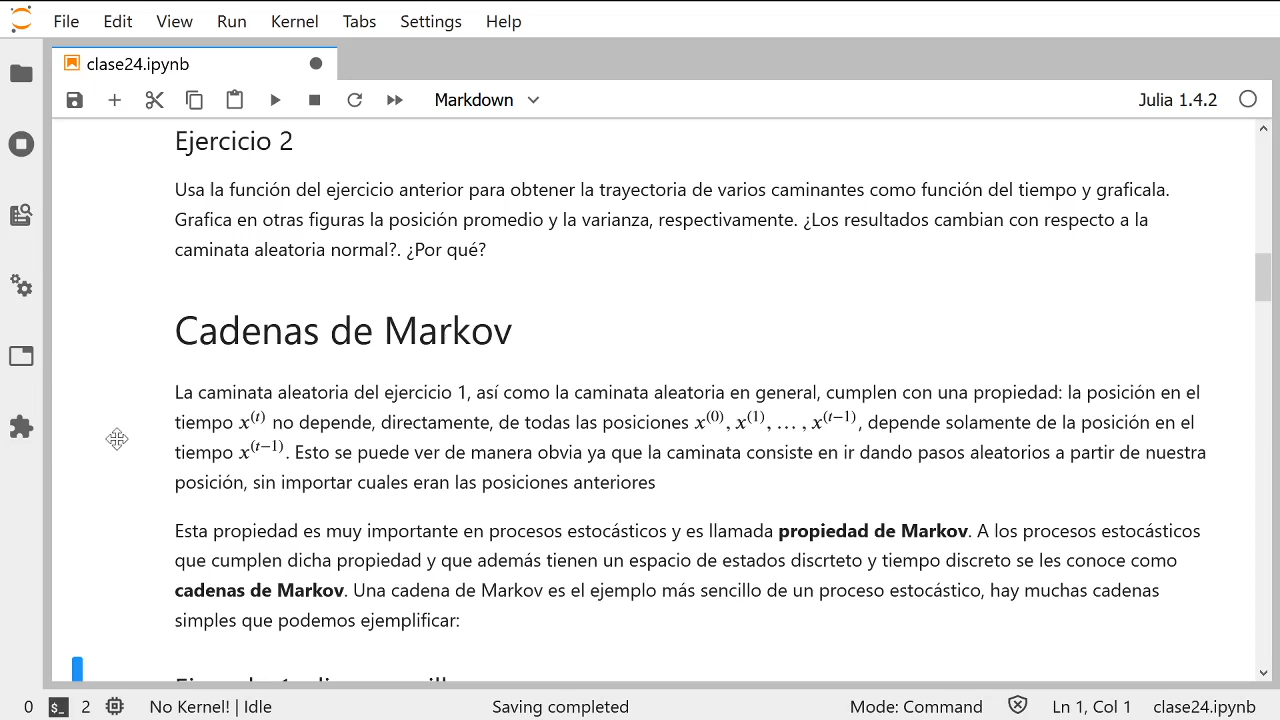 File Edit View Run Kernel Tabs Settings Help
clase24.ipynb
Markdown
Julia 1.4.2
Ejercicio 2
Usa la función del ejercicio anterior para obtener la trayectoria de varios caminantes como función del tiempo y graficala.
Grafica en otras figuras la posición promedio y la varianza, respectivamente. ¿Los resultados cambian con respecto a la
caminata aleatoria normal?. ¿Por qué?
Cadenas de Markov
La caminata aleatoria del ejercicio 1, así como la caminata aleatoria en general, cumplen con una propiedad: la posición en el
tiempo x^(t) no depende, directamente, de todas las posiciones x^(0), x^(1), … , x^(t−1), depende solamente de la posición en el
tiempo x^(t−1). Esto se puede ver de manera obvia ya que la caminata consiste en ir dando pasos aleatorios a partir de nuestra
posición, sin importar cuales eran las posiciones anteriores
Esta propiedad es muy importante en procesos estocásticos y es llamada propiedad de Markov. A los procesos estocásticos
que cumplen dicha propiedad y que además tienen un espacio de estados discrteto y tiempo discreto se les conoce como
cadenas de Markov. Una cadena de Markov es el ejemplo más sencillo de un proceso estocástico, hay muchas cadenas
simples que podemos ejemplificar:
0 $_ 2 No Kernel! | Idle Saving completed Mode: Command Ln 1, Col 1 clase24.ipynb